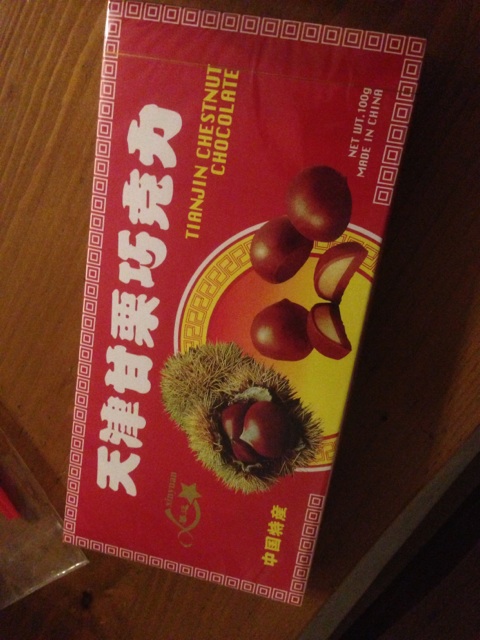 天津甘栗巧克力
TIANJIN CHESTNUT
CHOCOLATE
NET WT. 100g
MADE IN CHINA
中国特産